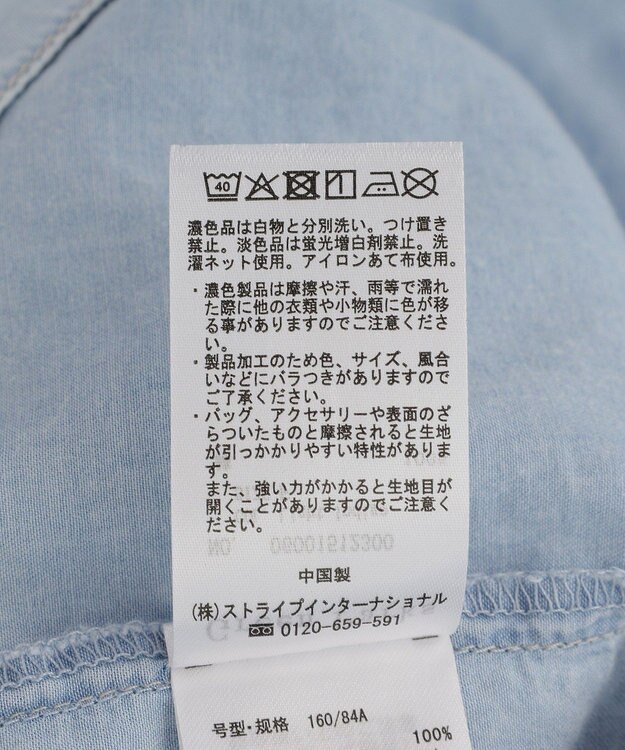 40
濃色品は白物と分別洗い。つけ置き
禁止。淡色品は蛍光増白剤禁止。洗
濯ネット使用。アイロンあて布使用。
・濃色製品は摩擦や汗、雨等で濡れ
た際に他の衣類や小物類に色が移
る事がありますのでご注意くださ
い。
・製品加工のため色、サイズ、風合
いなどにバラつきがありますので
ご了承ください。
・バッグ、アクセサリーや表面のざ
らついたものと摩擦されると生地
が引っかかりやすい特性がありま
す。
また、強い力がかかると生地目が
開くことがありますのでご注意く
ださい。
NO. 06001512300
中国製
(株)ストライプインターナショナル
0120-659-591
号型・规格 160/84A
100%